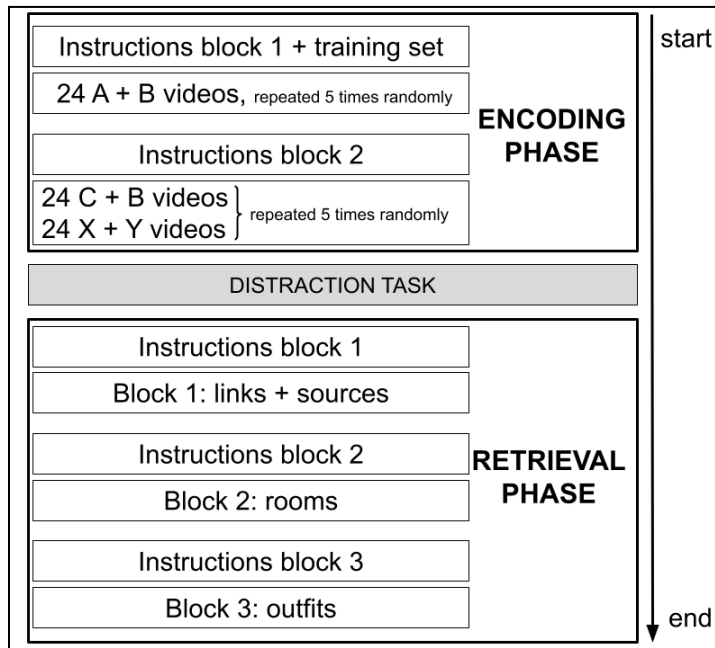 start
Instructions block 1 + training set
24 A + B videos, repeated 5 times randomly
ENCODING
PHASE
Instructions block 2
24 C + B videos
24 X + Y videos
repeated 5 times randomly
DISTRACTION TASK
Instructions block 1
Block 1: links + sources
Instructions block 2
Block 2: rooms
RETRIEVAL
PHASE
Instructions block 3
Block 3: outfits
end